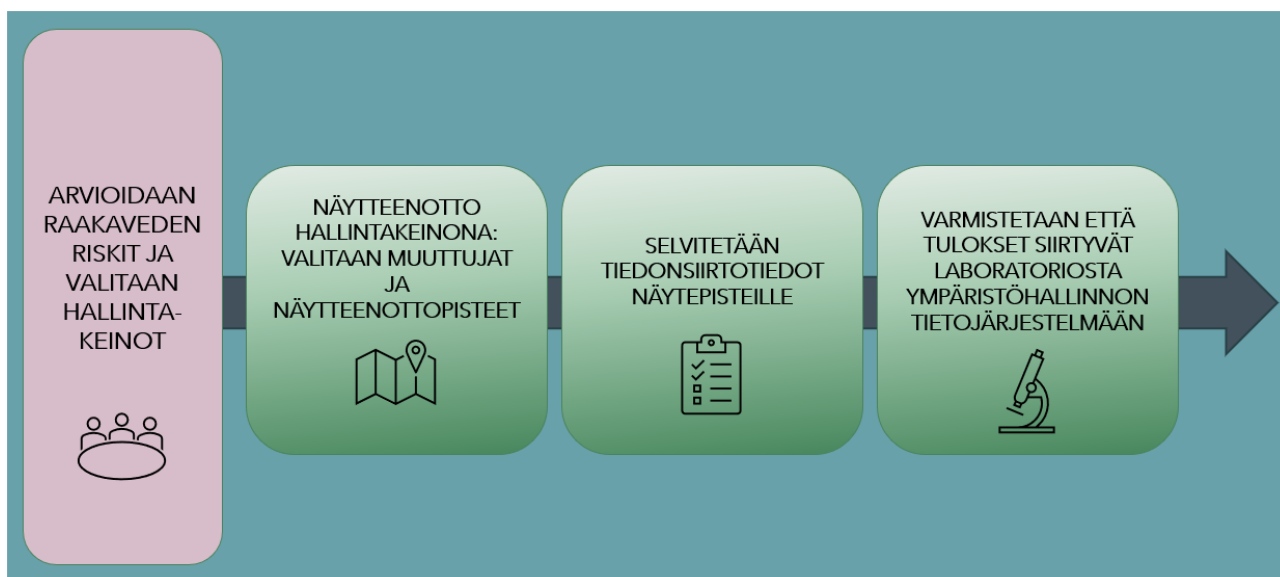 ARVIOIDAAN
RAAKAVEDEN
RISKIT JA
VALITAAN
HALLINTA-
KEINOT
NÄYTTEENOTTO
HALLINTAKEINONA:
VALITAAN MUUTTUJAT
JA
NÄYTTEENOTTOPISTEET
SELVITETÄÄN
TIEDONSIIRTOTIEDOT
NÄYTEPISTEILLE
VARMISTETAAN ETTÄ
TULOKSET SIIRTYVÄT
LABORATORIOSTA
YMPÄRISTÖHALLINNON
TIETOJÄRJESTELMÄÄN